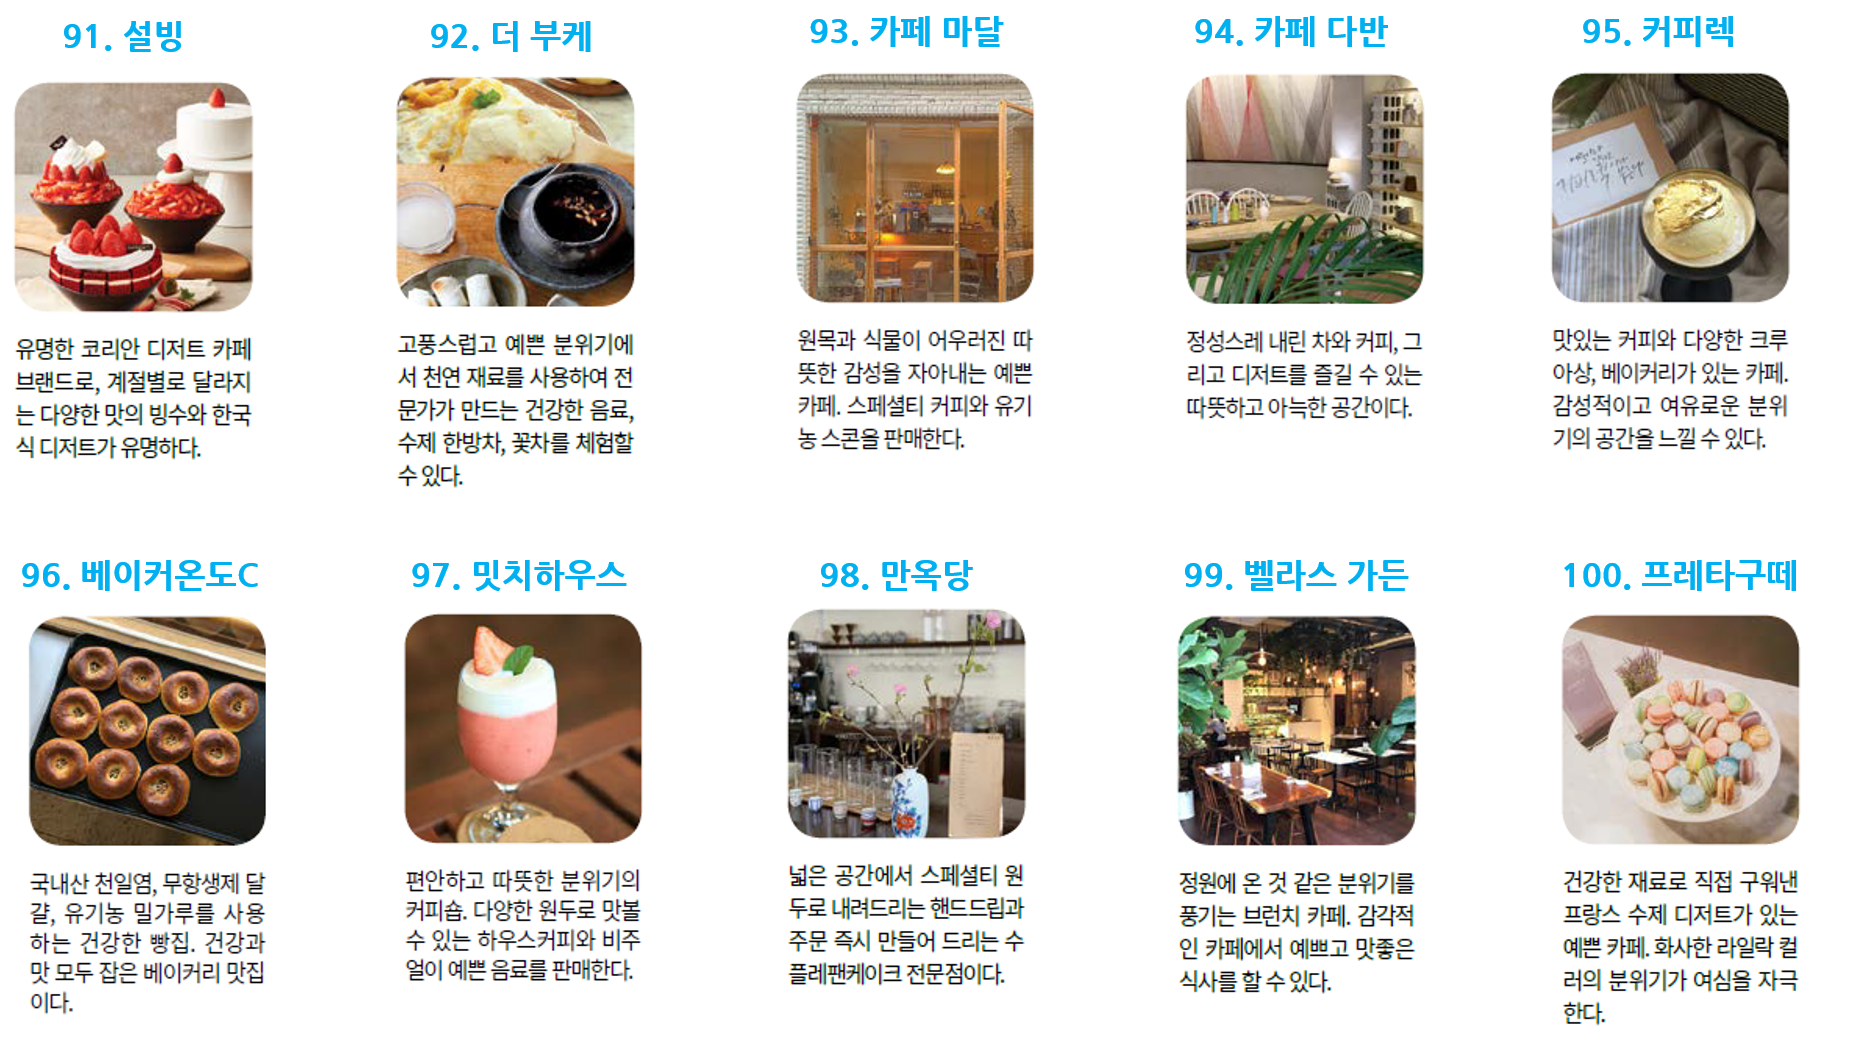 91. 설빙
유명한 코리안 디저트 카페
브랜드로, 계절별로 달라지
는 다양한 맛의 빙수와 한국
식 디저트가 유명하다.
92. 더 부케
고풍스럽고 예쁜 분위기에
서 천연 재료를 사용하여 전
문가가 만드는 건강한 음료,
수제 한방차, 꽃차를 체험할
수 있다.
93. 카페 마달
원목과 식물이 어우러진 따
뜻한 감성을 자아내는 예쁜
카페. 스페셜티 커피와 유기
농 스콘을 판매한다.
94. 카페 다반
정성스레 내린 차와 커피, 그
리고 디저트를 즐길 수 있는
따뜻하고 아늑한 공간이다.
95. 커피렉
맛있는 커피와 다양한 크루
아상, 베이커리가 있는 카페.
감성적이고 여유로운 분위
기의 공간을 느낄 수 있다.
96. 베이커온도C
국내산 천일염, 무항생제 달
걀, 유기농 밀가루를 사용
하는 건강한 빵집. 건강과
맛 모두 잡은 베이커리 맛집
이다.
97. 밋치하우스
편안하고 따뜻한 분위기의
커피숍. 다양한 원두로 맛볼
수 있는 하우스커피와 비주
얼이 예쁜 음료를 판매한다.
98. 만옥당
넓은 공간에서 스페셜티 원
두로 내려드리는 핸드드립과
주문 즉시 만들어 드리는 수
플레팬케이크 전문점이다.
99. 벨라스 가든
정원에 온 것 같은 분위기를
풍기는 브런치 카페. 감각적
인 카페에서 예쁘고 맛좋은
식사를 할 수 있다.
100. 프레타구떼
건강한 재료로 직접 구워낸
프랑스 수제 디저트가 있는
예쁜 카페. 화사한 라일락 컬
러의 분위기가 여심을 자극
한다.